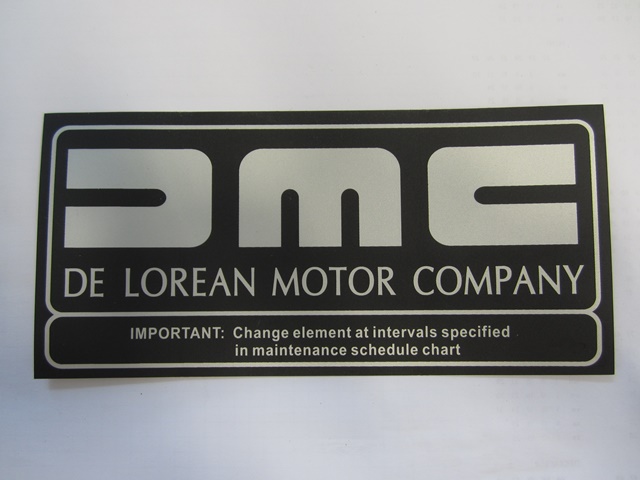 DMC
DE LOREAN MOTOR COMPANY
IMPORTANT: Change element at intervals specified
in maintenance schedule chart